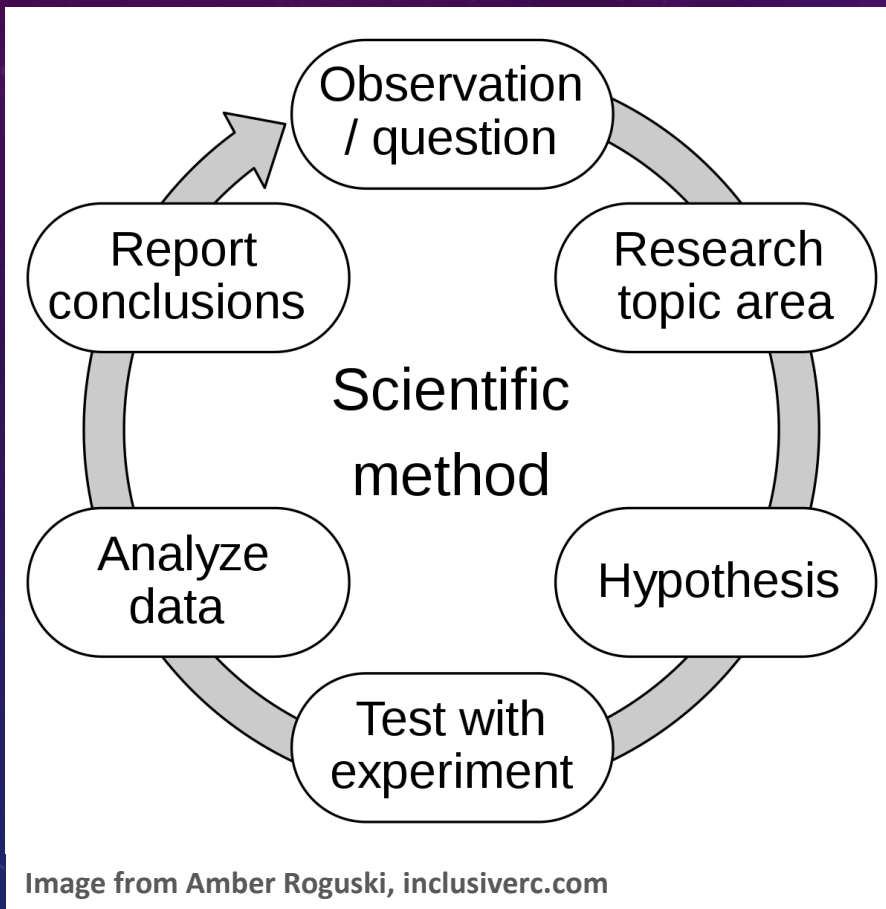 Observation
/ question
Research
topic area
Hypothesis
Test with
experiment
Analyze
data
Report
conclusions
Scientific
method
Image from Amber Roguski, inclusiverc.com